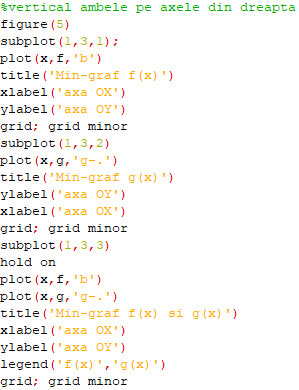 %vertical ambele pe axele din dreapta
figure(5)
subplot(1,3,1);
plot(x,f,'b')
title('Min-graf f(x)')
xlabel('axa OX')
ylabel('axa OY')
grid; grid minor
subplot(1,3,2)
plot(x,g,'g-.')
title('Min-graf g(x)')
ylabel('axa OY')
xlabel('axa OX')
grid; grid minor
subplot(1,3,3)
hold on
plot(x,f,'b')
plot(x,g,'g-.')
title('Min-graf f(x) si g(x)')
xlabel('axa OX')
ylabel('axa OY')
legend('f(x)','g(x)')
grid; grid minor